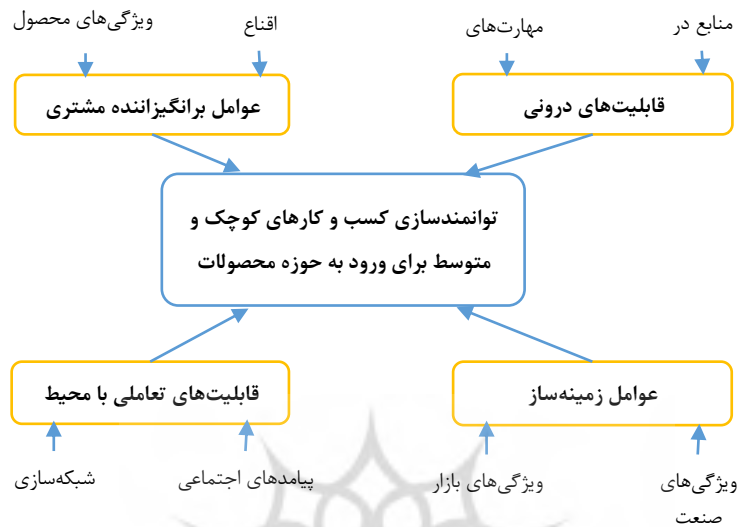 منابع در
مهارت‌های
اقناع
ویژگی‌های محصول
قابلیت‌های درونی
عوامل برانگیزاننده مشتری
توانمندسازی کسب و کارهای کوچک و
متوسط برای ورود به حوزه محصولات
عوامل زمینه‌ساز
قابلیت‌های تعاملی با محیط
ویژگی‌های
صنعت
ویژگی‌های بازار
پیامدهای اجتماعی
شبکه‌سازی